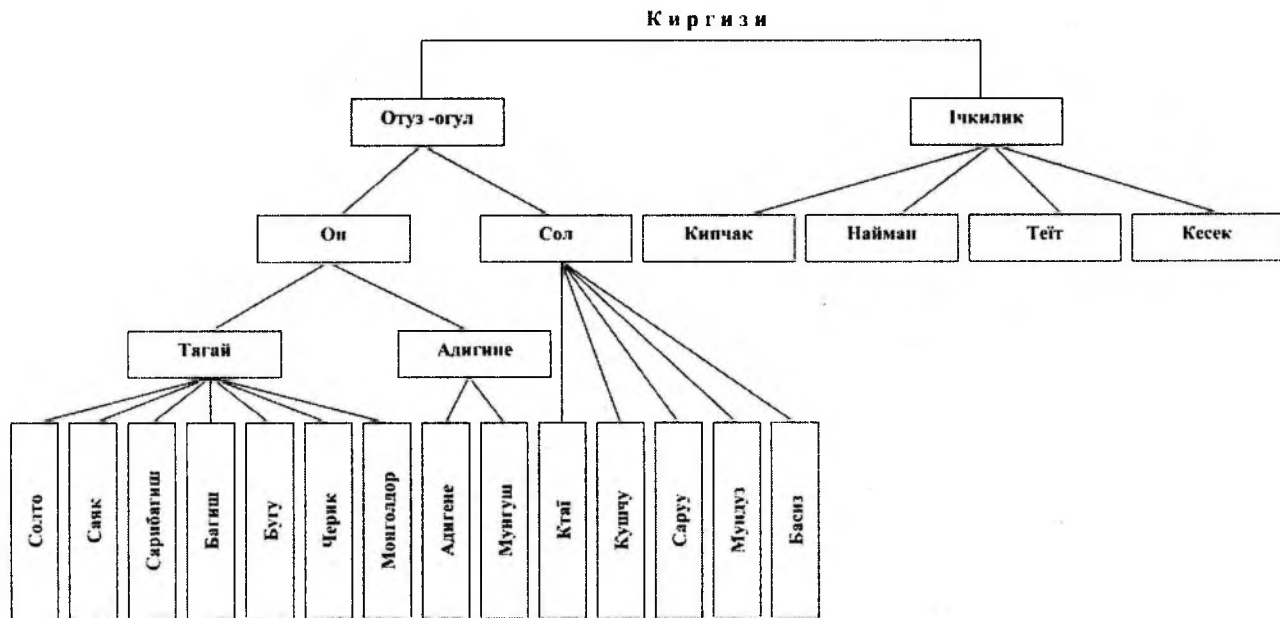 Киргизи
Отуз -огул
Ічкилик
Он
Сол
Кипчак
Найман
Теїт
Кесек
Тягай
Адигине
Солто
Саяк
Сарибагиш
Багиш
Бугу
Черик
Монголдор
Адигене
Мунгуш
Ктаї
Кушчу
Саруу
Мундуз
Басиз